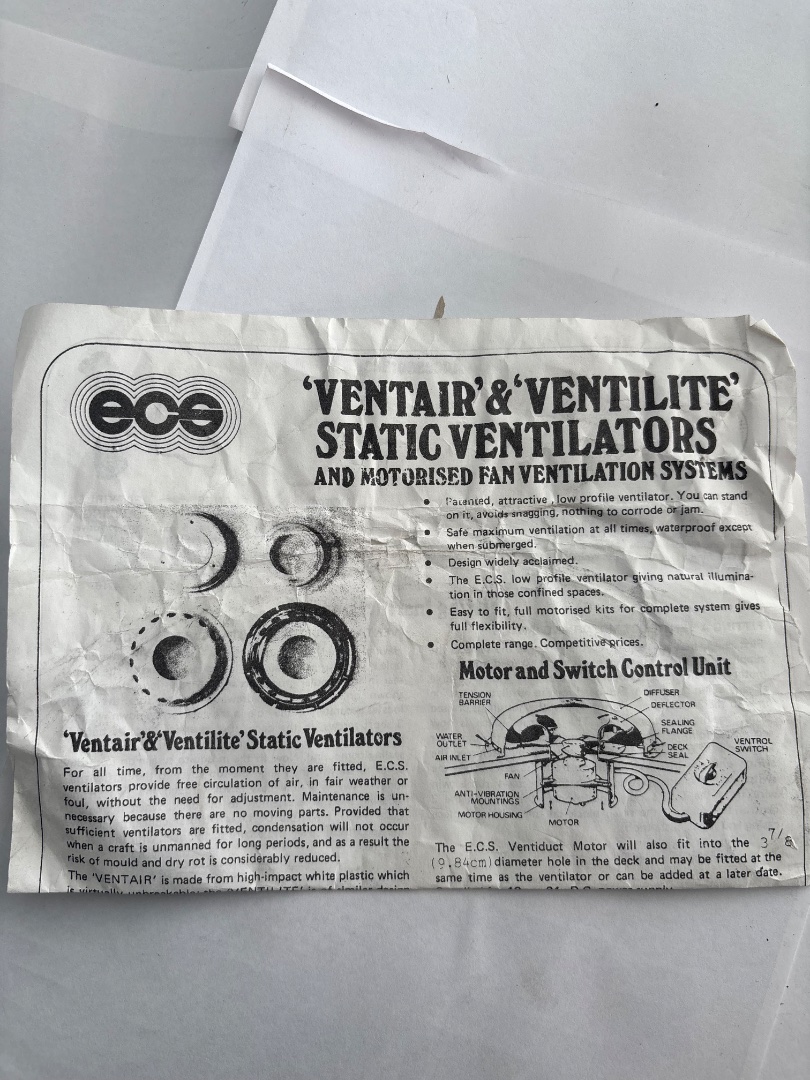 ecs
'VENTAIR' & 'VENTILITE'
STATIC VENTILATORS
AND MOTORISED FAN VENTILATION SYSTEMS
• Patented, attractive, low profile ventilator. You can stand
on it, avoids snagging, nothing to corrode or jam.
• Safe maximum ventilation at all times, waterproof except
when submerged.
• Design widely acclaimed.
• The E.C.S. low profile ventilator giving natural illumina-
tion in those confined spaces.
• Easy to fit, full motorised kits for complete system gives
full flexibility.
• Complete range. Competitive prices.
Motor and Switch Control Unit
TENSION
BARRIER
DIFFUSER
DEFLECTOR
SEALING
FLANGE
WATER
OUTLET
AIR INLET
DECK
SEAL
VENTROL
SWITCH
FAN
ANTI-VIBRATION
MOUNTINGS
MOTOR HOUSING
MOTOR
The E.C.S. Ventiduct Motor will also fit into the 3 7/8
(9.84cm) diameter hole in the deck and may be fitted at the
same time as the ventilator or can be added at a later date.
'Ventair' & 'Ventilite' Static Ventilators
For all time, from the moment they are fitted, E.C.S.
ventilators provide free circulation of air, in fair weather or
foul, without the need for adjustment. Maintenance is un-
necessary because there are no moving parts. Provided that
sufficient ventilators are fitted, condensation will not occur
when a craft is unmanned for long periods, and as a result the
risk of mould and dry rot is considerably reduced.
The 'VENTAIR' is made from high-impact white plastic which
is virtually unbreakable; the 'VENTILITE' is of similar design